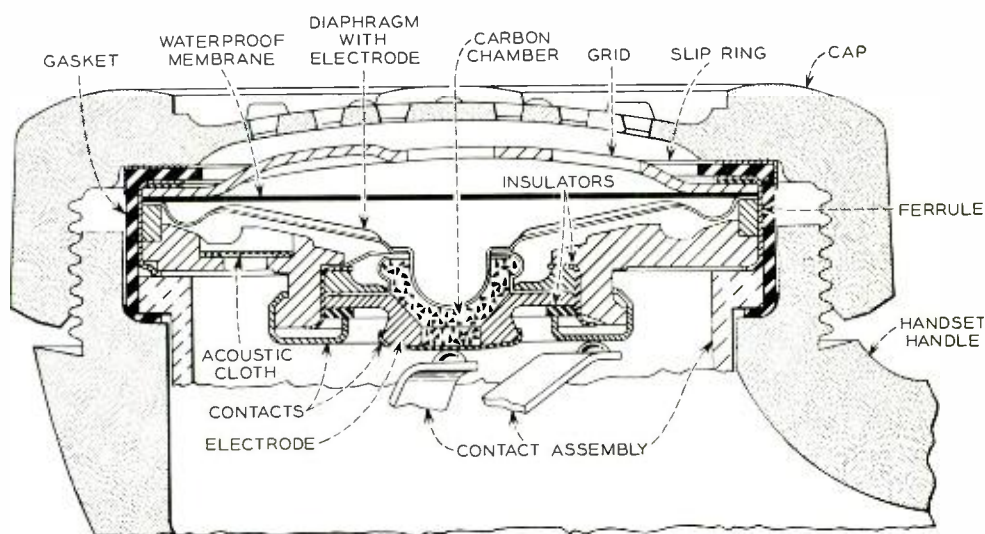 DIAPHRAGM
WITH
ELECTRODE
WATERPROOF
MEMBRANE
GASKET
CARBON
CHAMBER
GRID
SLIP RING
CAP
INSULATORS
FERRULE
HANDSET
HANDLE
ACOUSTIC
CLOTH
CONTACTS
ELECTRODE
CONTACT ASSEMBLY